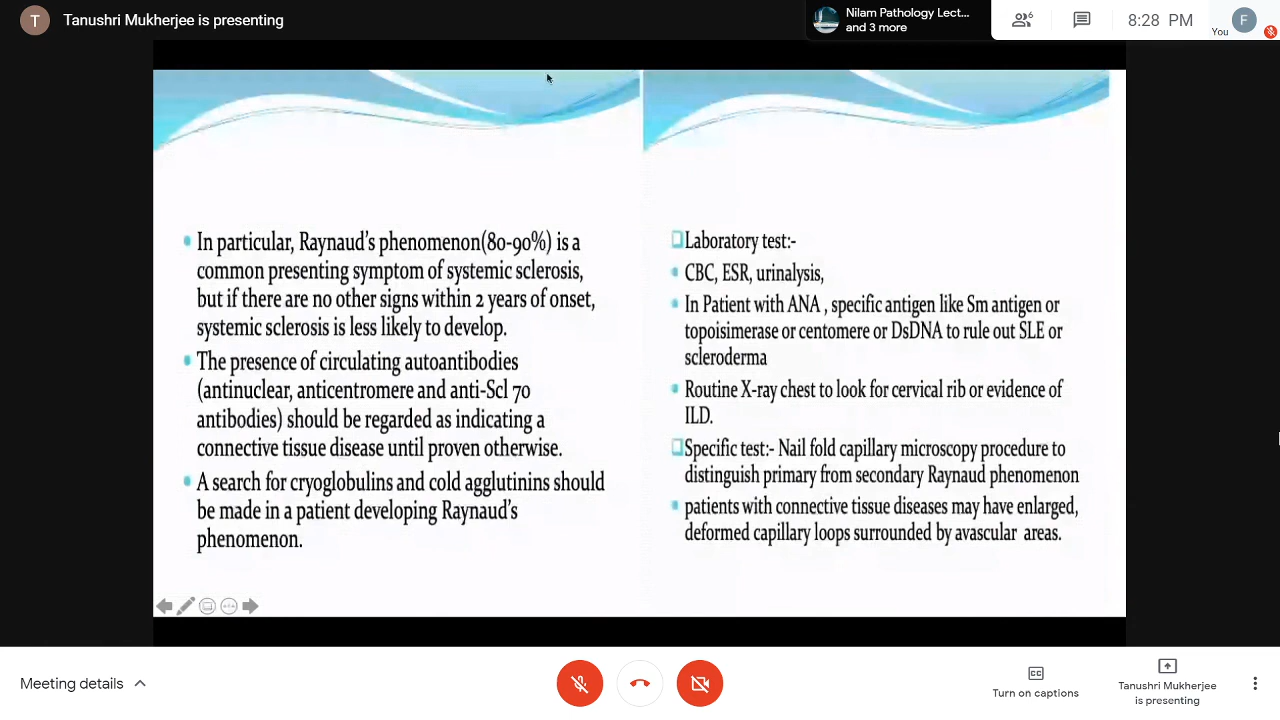 T
Tanushri Mukherjee is presenting
Nilam Pathology Lect...
and 3 more
6
8:28 PM
You
F
In particular, Raynaud's phenomenon(80-90%) is a
common presenting symptom of systemic sclerosis,
but if there are no other signs within 2 years of onset,
systemic sclerosis is less likely to develop.
The presence of circulating autoantibodies
(antinuclear, anticentromere and anti-Scl 70
antibodies) should be regarded as indicating a
connective tissue disease until proven otherwise.
A search for cryoglobulins and cold agglutinins should
be made in a patient developing Raynaud's
phenomenon.
Laboratory test:-
CBC, ESR, urinalysis,
In Patient with ANA , specific antigen like Sm antigen or
topoisimerase or centomere or DsDNA to rule out SLE or
scleroderma
Routine X-ray chest to look for cervical rib or evidence of
ILD.
Specific test:- Nail fold capillary microscopy procedure to
distinguish primary from secondary Raynaud phenomenon
patients with connective tissue diseases may have enlarged,
deformed capillary loops surrounded by avascular areas.
Meeting details
CC
Turn on captions
Tanushri Mukherjee
is presenting